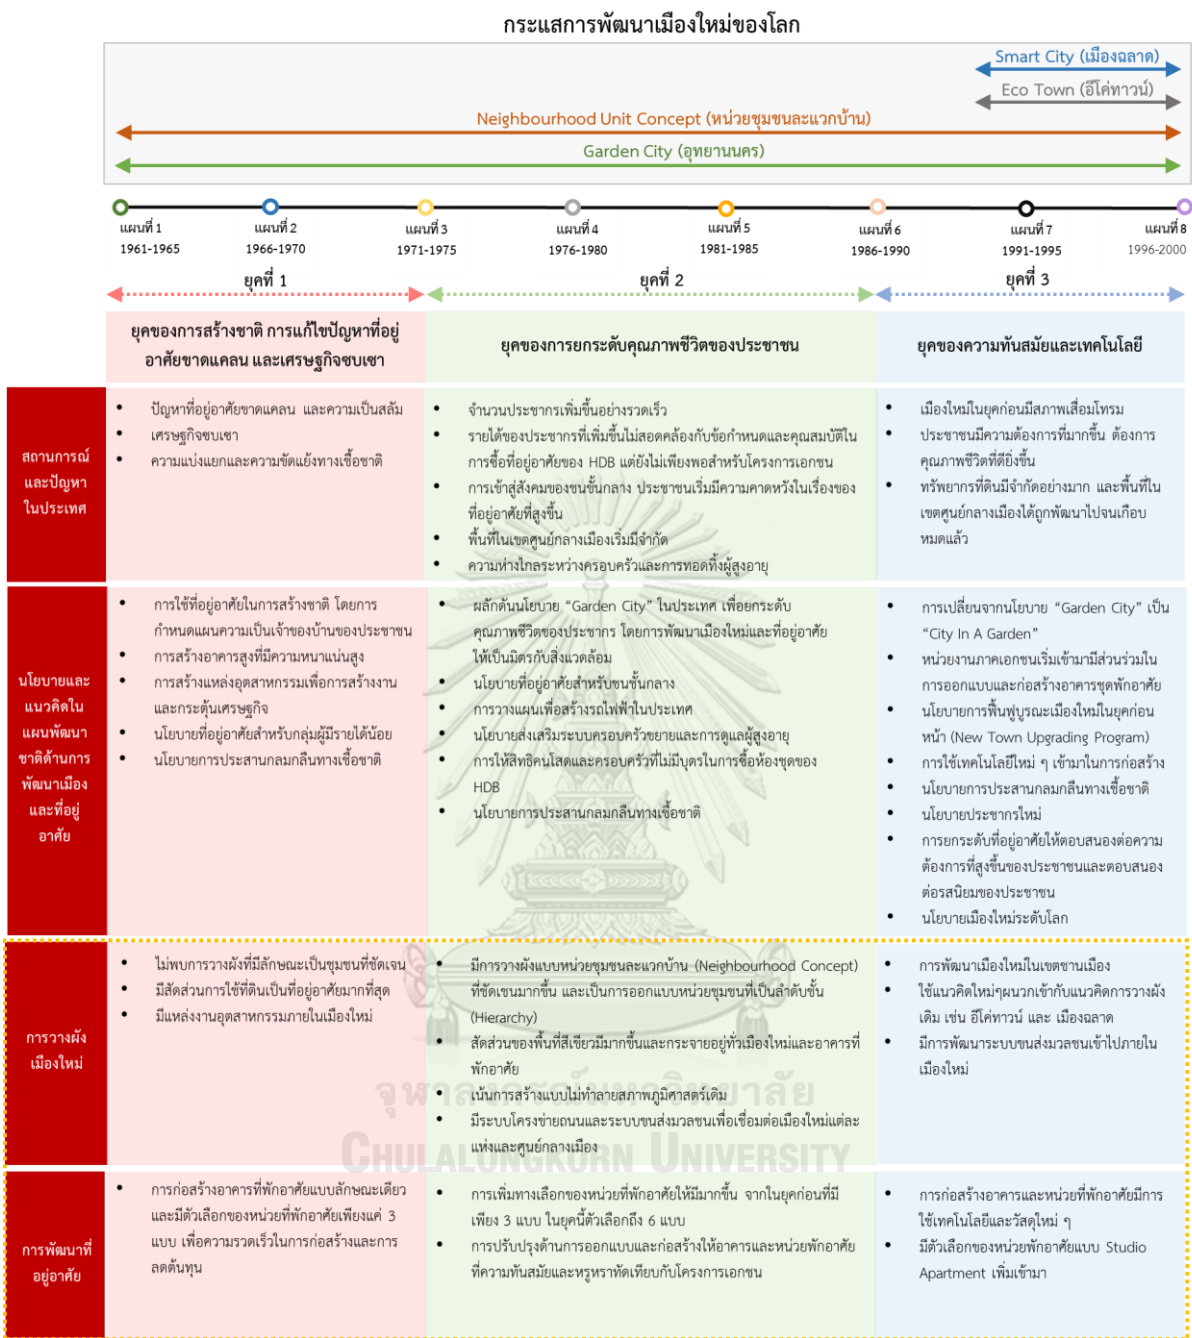 กระแสการพัฒนาเมืองใหม่ของโลก
Smart City (เมืองฉลาด)
Eco Town (อีโค่ทาวน์)
Neighbourhood Unit Concept (หน่วยชุมชนละแวกบ้าน)
Garden City (อุทยานนคร)
แผนที่ 1
1961-1965
แผนที่ 2
1966-1970
แผนที่ 3
1971-1975
แผนที่ 4
1976-1980
แผนที่ 5
1981-1985
แผนที่ 6
1986-1990
แผนที่ 7
1991-1995
แผนที่ 8
1996-2000
ยุคที่ 1
ยุคที่ 2
ยุคที่ 3
ยุคของการสร้างชาติ การแก้ไขปัญหาที่อยู่
อาศัยขาดแคลน และเศรษฐกิจซบเซา
ยุคของการยกระดับคุณภาพชีวิตของประชาชน
ยุคของความทันสมัยและเทคโนโลยี
สถานการณ์
และปัญหา
ในประเทศ
• ปัญหาที่อยู่อาศัยขาดแคลน และความเป็นสลัม
• เศรษฐกิจซบเซา
• ความแบ่งแยกและความขัดแย้งทางเชื้อชาติ
• จำนวนประชากรเพิ่มขึ้นอย่างรวดเร็ว
• รายได้ของประชากรที่เพิ่มขึ้นไม่สอดคล้องกับข้อกำหนดและคุณสมบัติใน
การซื้อที่อยู่อาศัยของ HDB แต่ยังไม่เพียงพอสำหรับโครงการเอกชน
• การเข้าสู่สังคมของชนชั้นกลาง ประชาชนเริ่มมีความคาดหวังในเรื่องของ
ที่อยู่อาศัยที่สูงขึ้น
• พื้นที่ในเขตศูนย์กลางเมืองเริ่มมีจำกัด
• ความห่างไกลระหว่างครอบครัวและการทอดทิ้งผู้สูงอายุ
• เมืองใหม่ในยุคก่อนมีสภาพเสื่อมโทรม
• ประชาชนมีความต้องการที่มากขึ้น ต้องการ
คุณภาพชีวิตที่ดียิ่งขึ้น
• ทรัพยากรที่ดินมีจำกัดอย่างมาก และพื้นที่ใน
เขตศูนย์กลางเมืองได้ถูกพัฒนาไปจนเกือบ
หมดแล้ว
นโยบายและ
แนวคิดใน
แผนพัฒนา
ชาติด้านการ
พัฒนาเมือง
และที่อยู่
อาศัย
• การใช้ที่อยู่อาศัยในการสร้างชาติ โดยการ
กำหนดแผนความเป็นเจ้าของบ้านของประชาชน
• การสร้างอาคารสูงที่มีความหนาแน่นสูง
• การสร้างแหล่งอุตสาหกรรมเพื่อการสร้างงาน
และกระตุ้นเศรษฐกิจ
• นโยบายที่อยู่อาศัยสำหรับกลุ่มผู้มีรายได้น้อย
• นโยบายการประสานกลมกลืนทางเชื้อชาติ
• ผลักดันนโยบาย "Garden City" ในประเทศ เพื่อยกระดับ
คุณภาพชีวิตของประชากร โดยการพัฒนาเมืองใหม่และที่อยู่อาศัย
ให้เป็นมิตรกับสิ่งแวดล้อม
• นโยบายที่อยู่อาศัยสำหรับชนชั้นกลาง
• การวางแผนเพื่อสร้างรถไฟฟ้าในประเทศ
• นโยบายส่งเสริมระบบครอบครัวขยายและการดูแลผู้สูงอายุ
• การให้สิทธิคนโสดและครอบครัวที่ไม่มีบุตรในการซื้อห้องชุดของ
HDB
• นโยบายการประสานกลมกลืนทางเชื้อชาติ
• การเปลี่ยนจากนโยบาย "Garden City" เป็น
"City In A Garden"
• หน่วยงานภาคเอกชนเริ่มเข้ามามีส่วนร่วมใน
การออกแบบและก่อสร้างอาคารชุดพักอาศัย
• นโยบายการฟื้นฟูบูรณะเมืองใหม่ในยุคก่อน
หน้า (New Town Upgrading Program)
• การใช้เทคโนโลยีใหม่ ๆ เข้ามาในการก่อสร้าง
• นโยบายการประสานกลมกลืนทางเชื้อชาติ
• นโยบายประชากรใหม่
• การยกระดับที่อยู่อาศัยให้ตอบสนองต่อความ
ต้องการที่สูงขึ้นของประชาชนและตอบสนอง
ต่อรสนิยมของประชาชน
• นโยบายเมืองใหม่ระดับโลก
การวางผัง
เมืองใหม่
• ไม่พบการวางผังที่มีลักษณะเป็นชุมชนที่ชัดเจน
• มีสัดส่วนการใช้ที่ดินเป็นที่อยู่อาศัยมากที่สุด
• มีแหล่งงานอุตสาหกรรมภายในเมืองใหม่
• มีการวางผังแบบหน่วยชุมชนละแวกบ้าน (Neighbourhood Concept)
ที่ชัดเชนมากขึ้น และเป็นการออกแบบหน่วยชุมชนที่เป็นลำดับชั้น
(Hierarchy)
• สัดส่วนของพื้นที่สีเขียวมีมากขึ้นและกระจายอยู่ทั่วเมืองใหม่และอาคารที่
พักอาศัย
• เน้นการสร้างแบบไม่ทำลายสภาพภูมิศาสตร์เดิม
• มีระบบโครงข่ายถนนและระบบขนส่งมวลชนเพื่อเชื่อมต่อเมืองใหม่แต่ละ
แห่งและศูนย์กลางเมือง
• การพัฒนาเมืองใหม่ในเขตชานเมือง
• ใช้แนวคิดใหม่ๆผนวกเข้ากับแนวคิดการวางผัง
เดิม เช่น อีโค่ทาวน์ และ เมืองฉลาด
• มีการพัฒนาระบบขนส่งมวลชนเข้าไปภายใน
เมืองใหม่
จุฬาลงกรณ์มหาวิทยาลัย
CHULALONGKORN UNIVERSITY
การพัฒนาที่
อยู่อาศัย
• การก่อสร้างอาคารที่พักอาศัยแบบลักษณะเดียว
และมีตัวเลือกของหน่วยที่พักอาศัยเพียงแค่ 3
แบบ เพื่อความรวดเร็วในการก่อสร้างและการ
ลดต้นทุน
• การเพิ่มทางเลือกของหน่วยที่พักอาศัยให้มีมากขึ้น จากในยุคก่อนที่มี
เพียง 3 แบบ ในยุคนี้ตัวเลือกถึง 6 แบบ
• การปรับปรุงด้านการออกแบบและก่อสร้างให้อาคารและหน่วยพักอาศัย
ที่ความทันสมัยและหรูหราทัดเทียบกับโครงการเอกชน
• การก่อสร้างอาคารและหน่วยที่พักอาศัยมีการ
ใช้เทคโนโลยีและวัสดุใหม่ ๆ
• มีตัวเลือกของหน่วยพักอาศัยแบบ Studio
Apartment เพิ่มเข้ามา